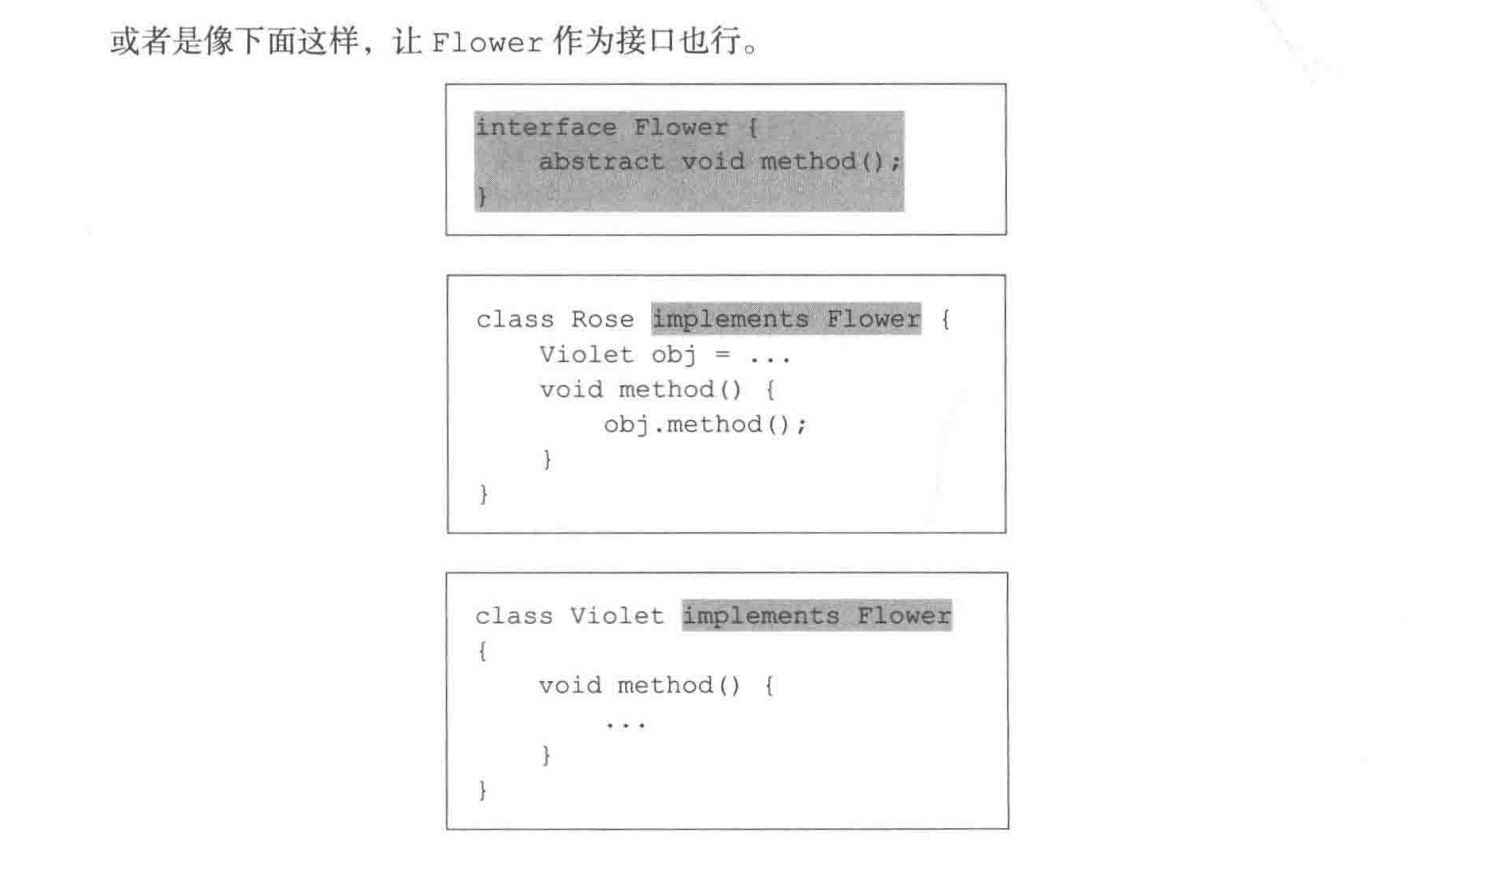 或者是像下面这样，让 Flower 作为接口也行。
interface Flower {
    abstract void method();
}
class Rose implements Flower {
    Violet obj = ...
    void method() {
        obj.method();
    }
}
class Violet implements Flower
{
    void method() {
        ...
    }
}